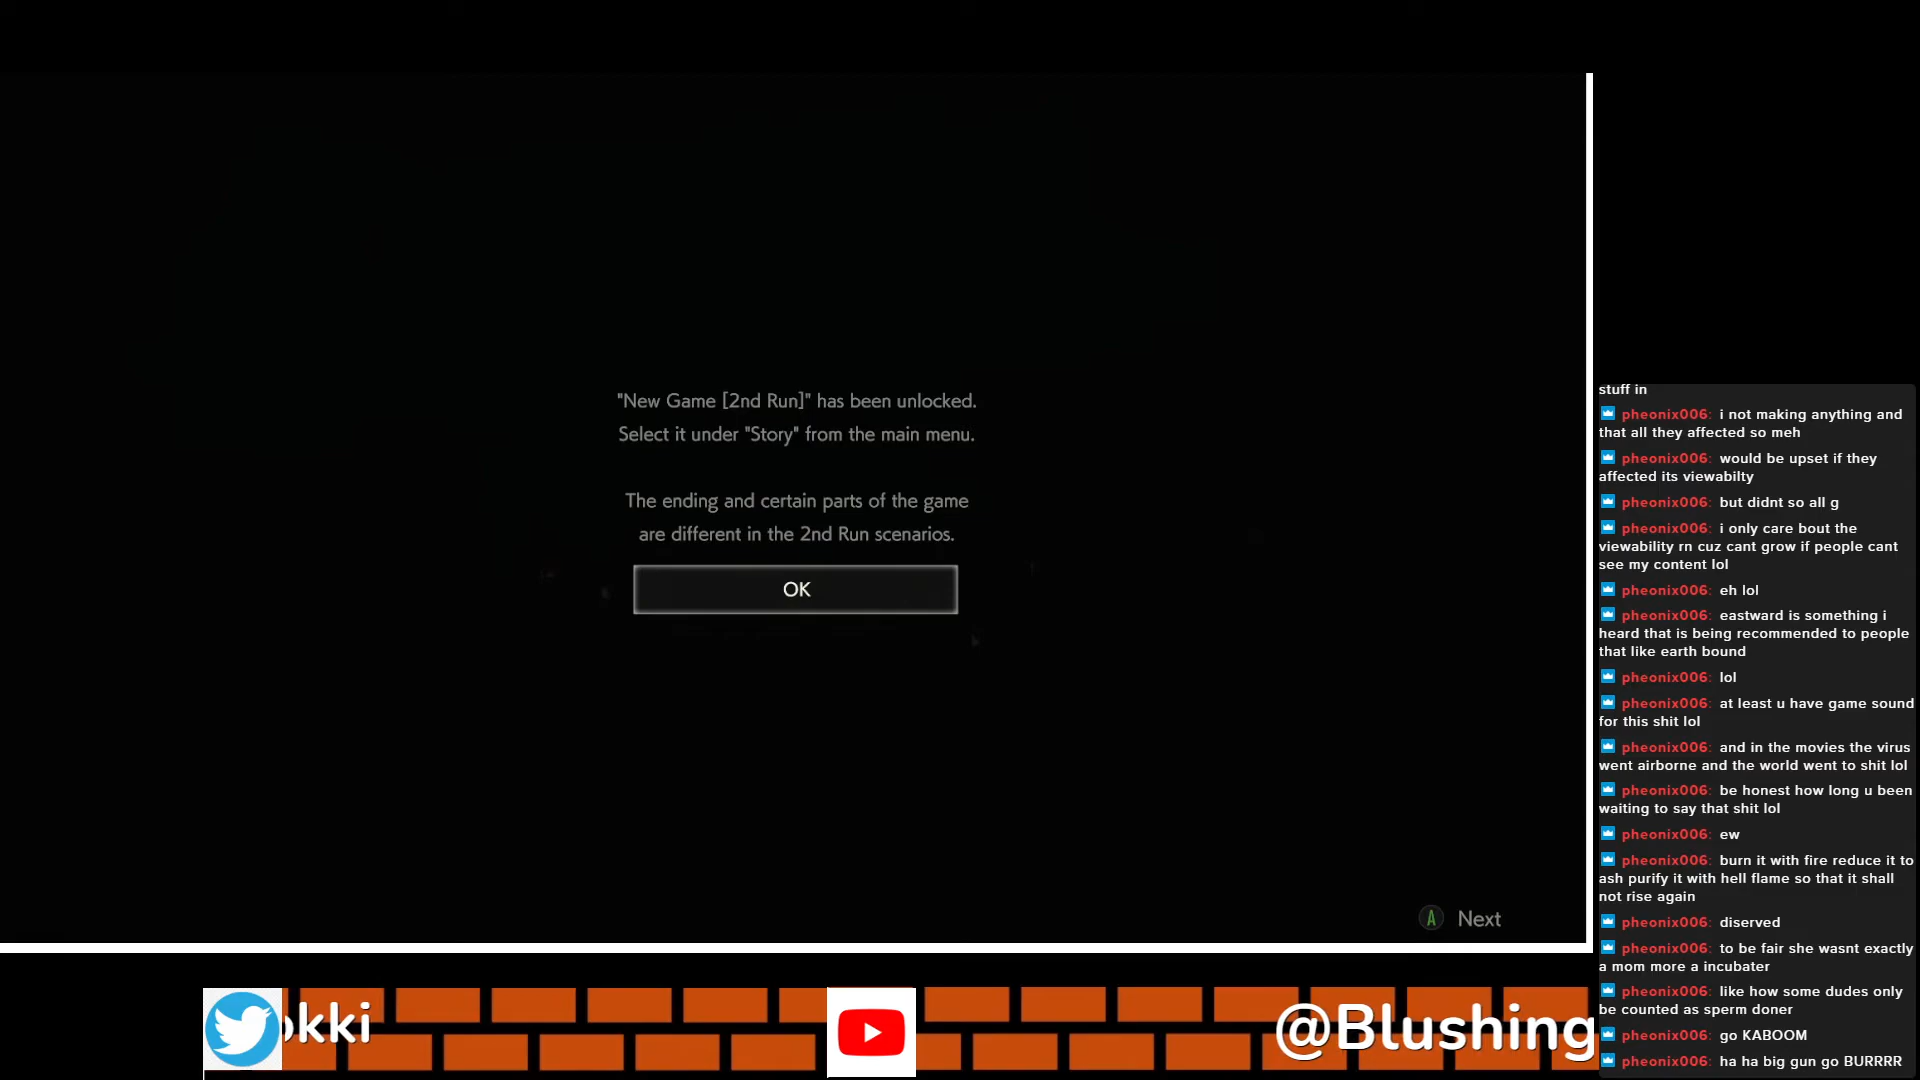 "New Game [2nd Run]" has been unlocked.
Select it under "Story" from the main menu.
The ending and certain parts of the game
are different in the 2nd Run scenarios.
OK
A Next
stuff in
pheonix006: i not making anything and
that all they affected so meh
pheonix006: would be upset if they
affected its viewabilty
pheonix006: but didnt so all g
pheonix006: i only care bout the
viewability rn cuz cant grow if people cant
see my content lol
pheonix006: eh lol
pheonix006: eastward is something i
heard that is being recommended to people
that like earth bound
pheonix006: lol
pheonix006: at least u have game sound
for this shit lol
pheonix006: and in the movies the virus
went airborne and the world went to shit lol
pheonix006: be honest how long u been
waiting to say that shit lol
pheonix006: ew
pheonix006: burn it with fire reduce it to
ash purify it with hell flame so that it shall
not rise again
pheonix006: diserved
pheonix006: to be fair she wasnt exactly
a mom more a incubater
pheonix006: like how some dudes only
be counted as sperm doner
pheonix006: go KABOOM
pheonix006: ha ha big gun go BURRRR
okki
@Blushing